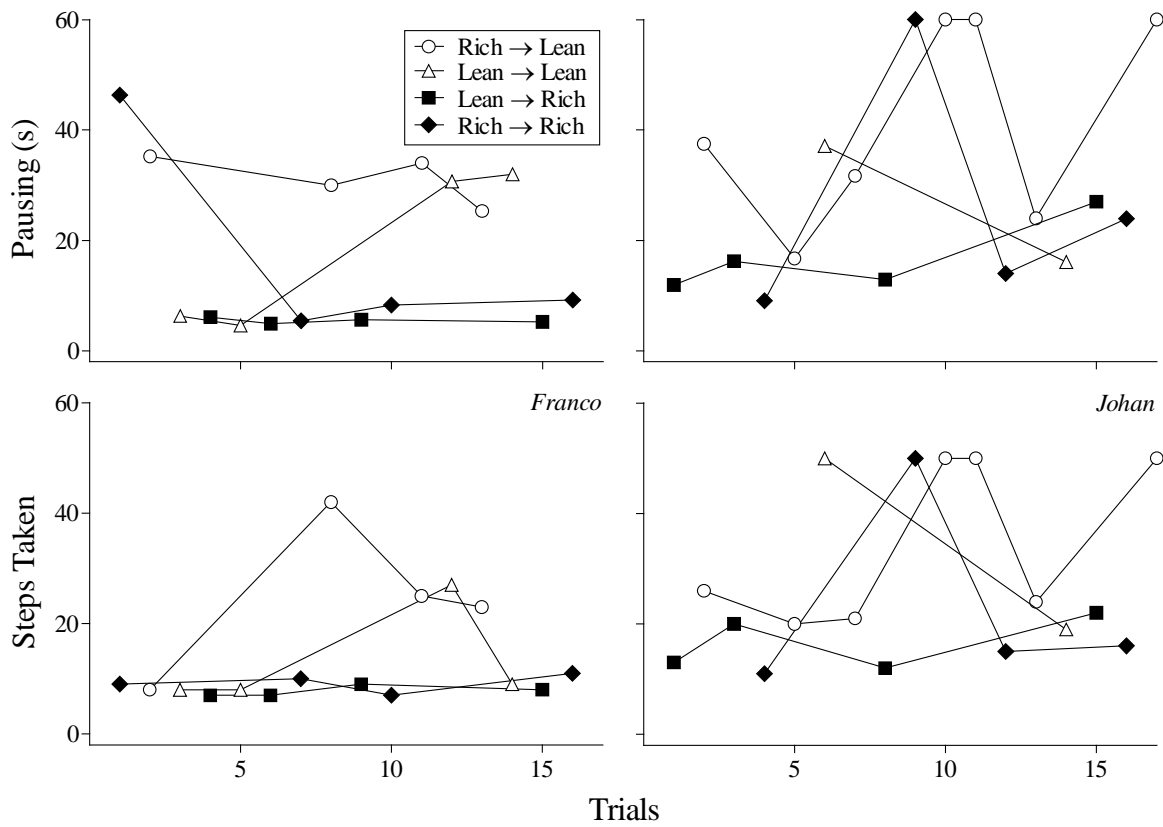 60
40
20
0
Pausing (s)
Rich → Lean
Lean → Lean
Lean → Rich
Rich → Rich
60
40
20
0
Steps Taken
Franco
Johan
5
10
15
5
10
15
Trials